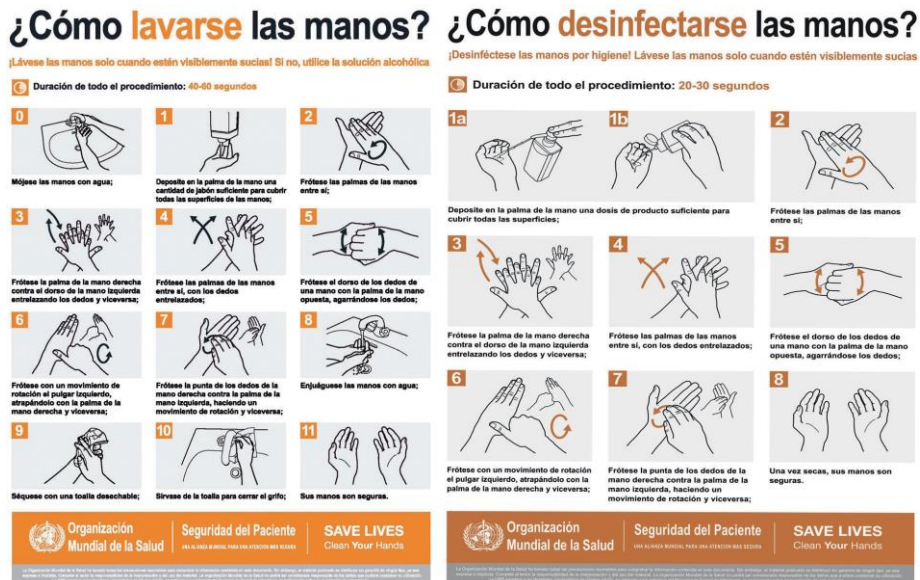 ¿Cómo lavarse las manos?
¡Lávese las manos solo cuando estén visiblemente sucias! Si no, utilice la solución alcohólica
Duración de todo el procedimiento: 40-60 segundos
0
1
2
Mójese las manos con agua;
Deposite en la palma de la mano una
cantidad de jabón suficiente para cubrir
todas las superficies de las manos;
Frótese las palmas de las manos
entre sí;
3
4
5
Frótese la palma de la mano derecha
contra el dorso de la mano izquierda
entrelazando los dedos y viceversa;
Frótese las palmas de las manos
entre sí, con los dedos
entrelazados;
Frótese el dorso de los dedos de
una mano con la palma de la mano
opuesta, agarrándose los dedos;
6
7
8
Frótese con un movimiento de
rotación el pulgar izquierdo,
atrapándolo con la palma de la
mano derecha y viceversa;
Frótese la punta de los dedos de la
mano derecha contra la palma de la
mano izquierda, haciendo un
movimiento de rotación y viceversa;
Enjuáguese las manos con agua;
9
10
11
Séquese con una toalla desechable;
Sírvase de la toalla para cerrar el grifo;
Sus manos son seguras.
Organización
Mundial de la Salud
Seguridad del Paciente
UNA ALIANZA MUNDIAL PARA UNA ATENCIÓN MÁS SEGURA
SAVE LIVES
Clean Your Hands
¿Cómo desinfectarse las manos?
¡Desinféctese las manos por higiene! Lávese las manos solo cuando estén visiblemente sucias
Duración de todo el procedimiento: 20-30 segundos
1a
1b
2
Deposite en la palma de la mano una dosis de producto suficiente para
cubrir todas las superficies;
Frótese las palmas de las manos
entre sí;
3
4
5
Frótese la palma de la mano derecha
contra el dorso de la mano izquierda
entrelazando los dedos y viceversa;
Frótese las palmas de las manos
entre sí, con los dedos entrelazados;
Frótese el dorso de los dedos de
una mano con la palma de la mano
opuesta, agarrándose los dedos;
6
7
8
Frótese con un movimiento de rotación
el pulgar izquierdo, atrapándolo con la
palma de la mano derecha y viceversa;
Frótese la punta de los dedos de la
mano derecha contra la palma de la
mano izquierda, haciendo un
movimiento de rotación y viceversa;
Una vez secas, sus manos son
seguras.
Organización
Mundial de la Salud
Seguridad del Paciente
UNA ALIANZA MUNDIAL PARA UNA ATENCIÓN MÁS SEGURA
SAVE LIVES
Clean Your Hands